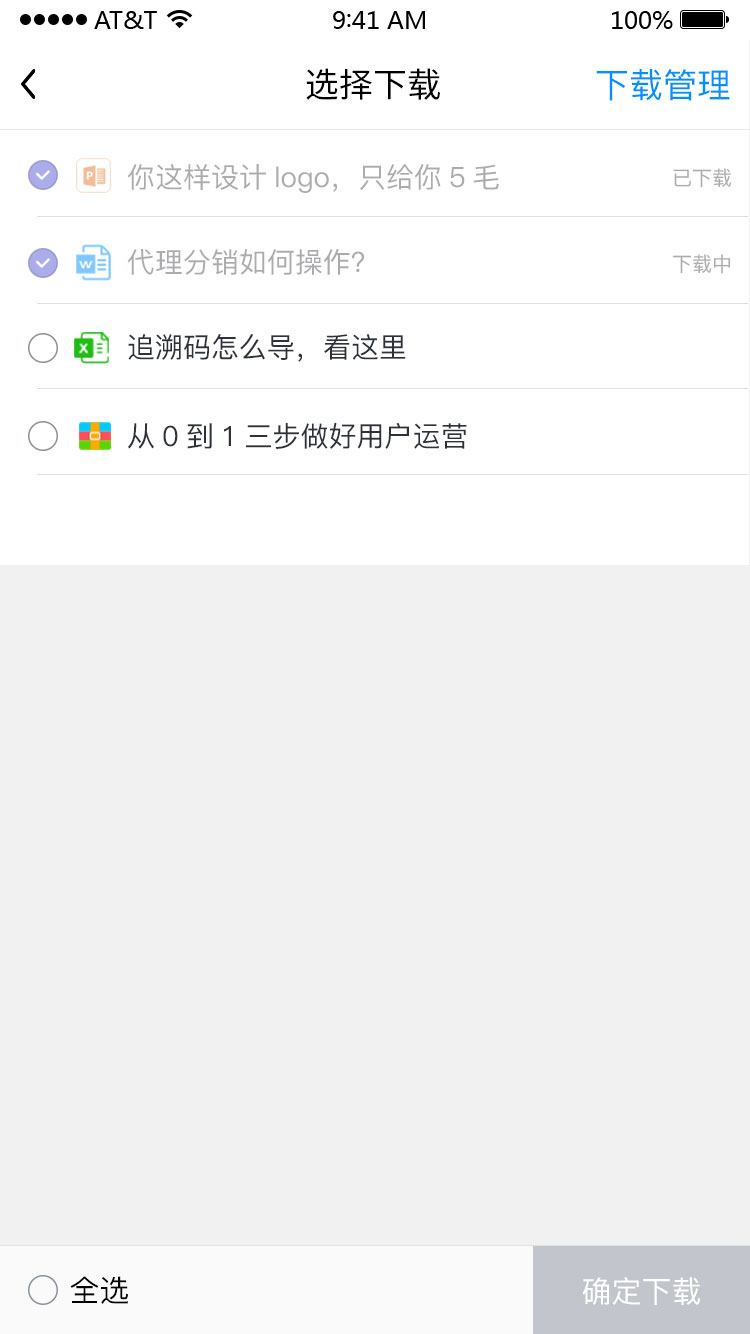 AT&T 9:41 AM 100%
选择下载 下载管理
你这样设计 logo，只给你 5 毛 已下载
代理分销如何操作? 下载中
追溯码怎么导，看这里
从 0 到 1 三步做好用户运营
全选 确定下载